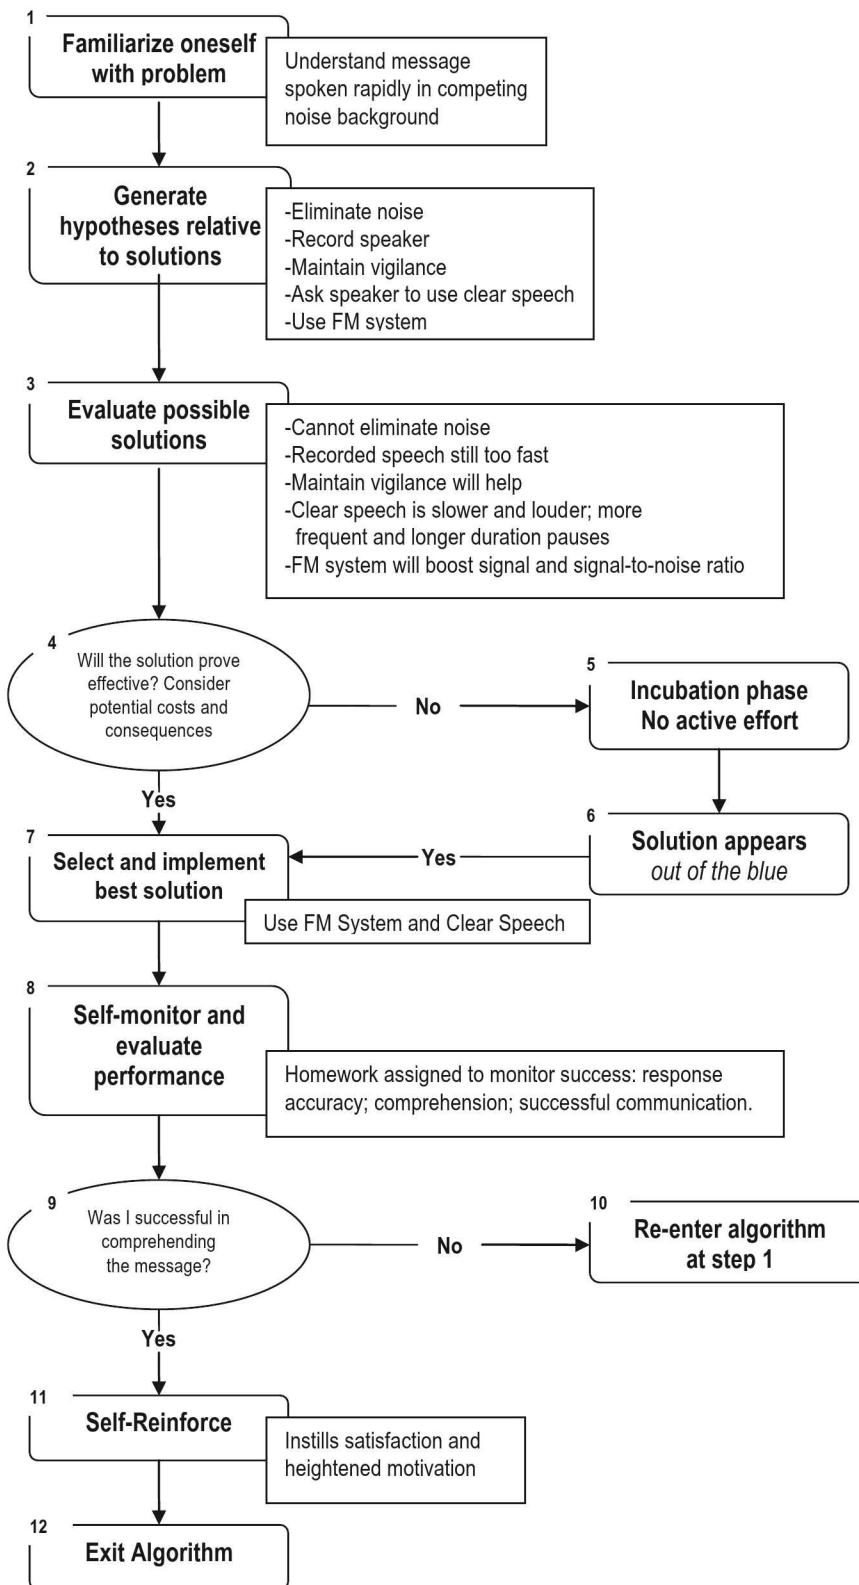 1
Familiarize oneself
with problem
Understand message
spoken rapidly in competing
noise background
2
Generate
hypotheses relative
to solutions
-Eliminate noise
-Record speaker
-Maintain vigilance
-Ask speaker to use clear speech
-Use FM system
3
Evaluate possible
solutions
-Cannot eliminate noise
-Recorded speech still too fast
-Maintain vigilance will help
-Clear speech is slower and louder; more
frequent and longer duration pauses
-FM system will boost signal and signal-to-noise ratio
4
Will the solution prove
effective? Consider
potential costs and
consequences
No
5
Incubation phase
No active effort
Yes
6
Solution appears
out of the blue
Yes
7
Select and implement
best solution
Use FM System and Clear Speech
8
Self-monitor and
evaluate
performance
Homework assigned to monitor success: response
accuracy; comprehension; successful communication.
9
Was I successful in
comprehending
the message?
No
10
Re-enter algorithm
at step 1
Yes
11
Self-Reinforce
Instills satisfaction and
heightened motivation
12
Exit Algorithm